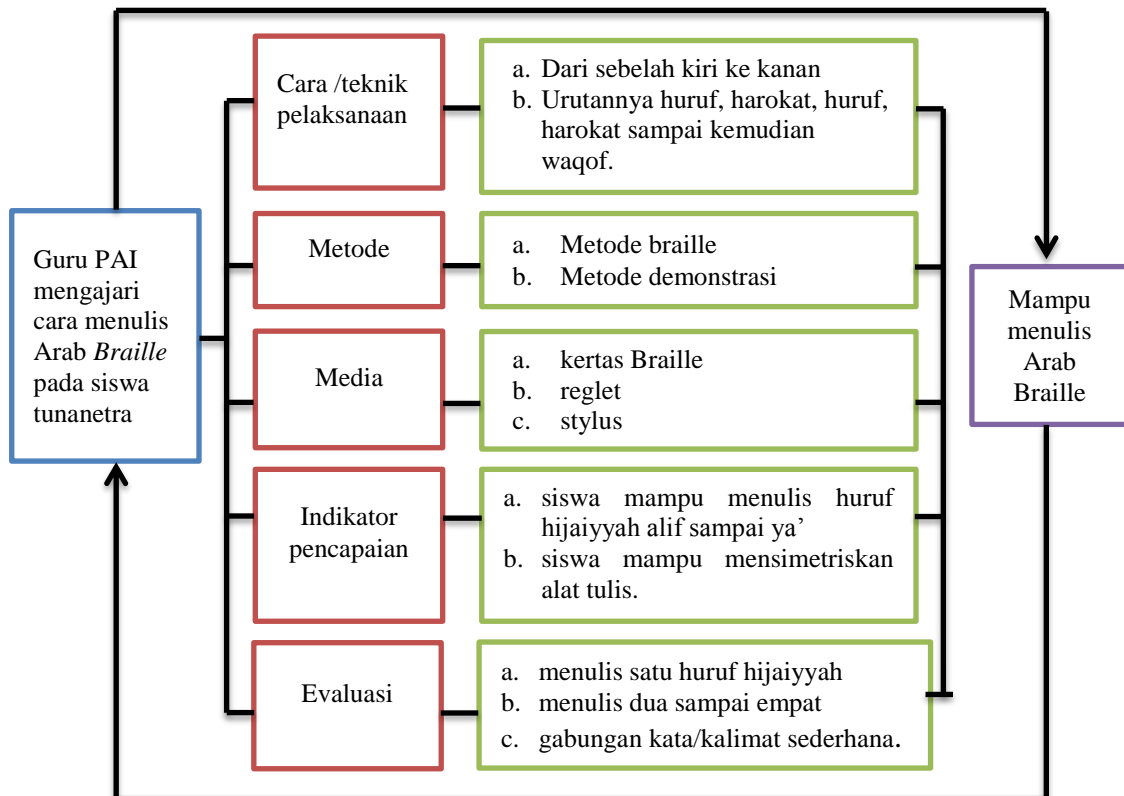 Guru PAI
mengajari
cara menulis
Arab Braille
pada siswa
tunanetra
Cara /teknik
pelaksanaan
a. Dari sebelah kiri ke kanan
b. Urutannya huruf, harokat, huruf,
harokat sampai kemudian
waqof.
Metode
a. Metode braille
b. Metode demonstrasi
Media
a. kertas Braille
b. reglet
c. stylus
Indikator
pencapaian
a. siswa mampu menulis huruf
hijaiyyah alif sampai ya’
b. siswa mampu mensimetriskan
alat tulis.
Evaluasi
a. menulis satu huruf hijaiyyah
b. menulis dua sampai empat
c. gabungan kata/kalimat sederhana.
Mampu
menulis
Arab
Braille